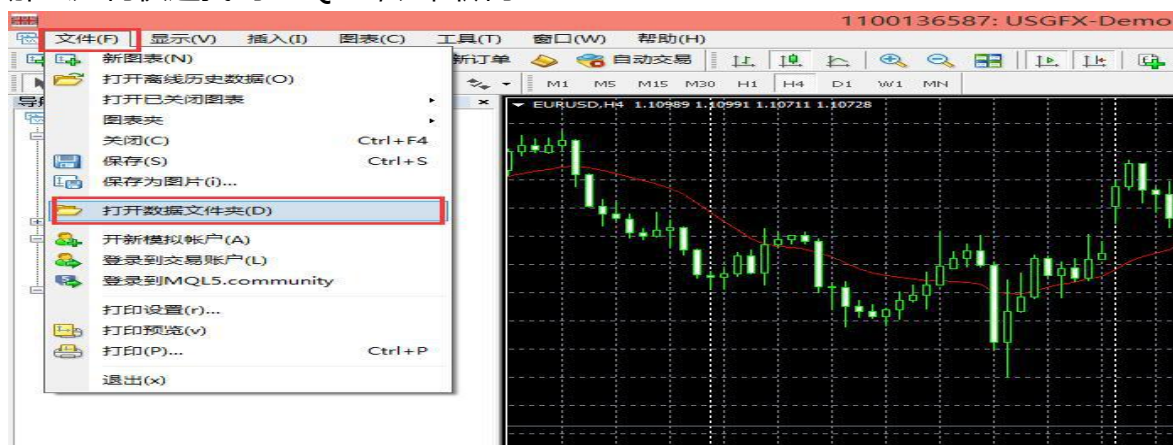 1100136587: USGFX-Demo
文件(F) 显示(V) 插入(I) 图表(C) 工具(T) 窗口(W) 帮助(H)
新图表(N)
新订单 自动交易
打开离线历史数据(O)
M1 M5 M15 M30 H1 H4 D1 W1 MN
打开已关闭图表
EURUSD,H4 1.10989 1.10991 1.10711 1.10728
图表夹
关闭(C) Ctrl+F4
保存(S) Ctrl+S
保存为图片(i)...
打开数据文件夹(D)
开新模拟帐户(A)
登录到交易账户(L)
登录到MQL5.community
打印设置(r)...
打印预览(v)
打印(P)... Ctrl+P
退出(x)